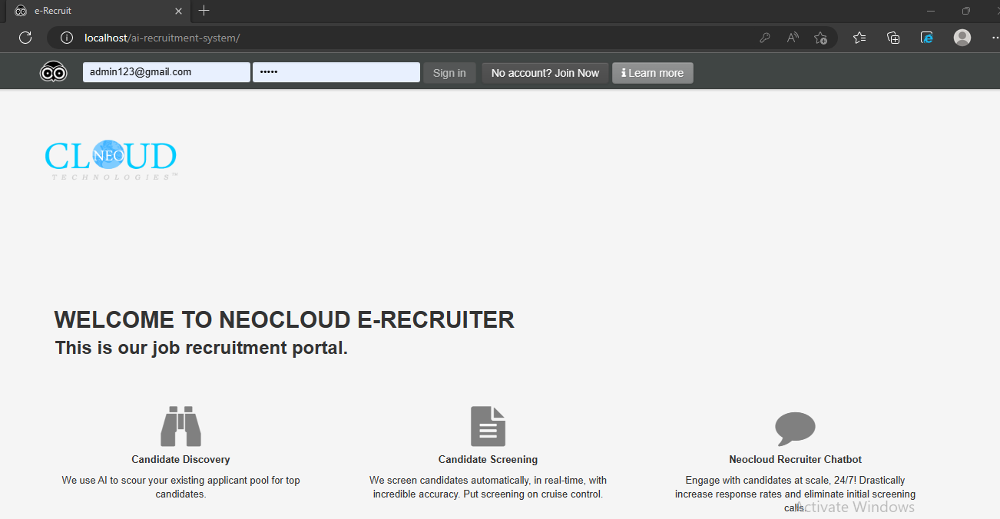 e-Recruit
localhost/ai-recruitment-system/
admin123@gmail.com ••••• Sign in No account? Join Now i Learn more
CLOUD
NEO
TECHNOLOGIES™
WELCOME TO NEOCLOUD E-RECRUITER
This is our job recruitment portal.
Candidate Discovery
We use AI to scour your existing applicant pool for top
candidates.
Candidate Screening
We screen candidates automatically, in real-time, with
incredible accuracy. Put screening on cruise control.
Neocloud Recruiter Chatbot
Engage with candidates at scale, 24/7! Drastically
increase response rates and eliminate initial screening
calls.
Activate Windows